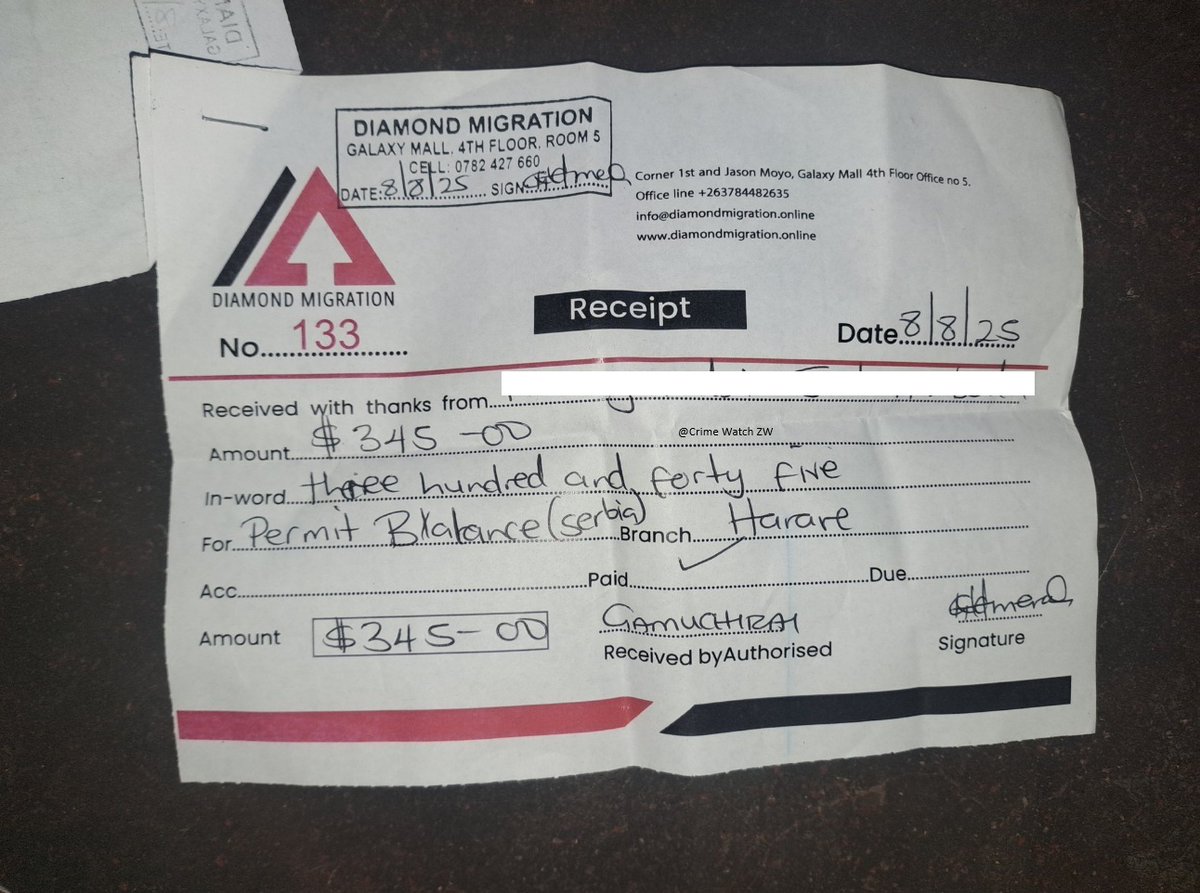 DIAMOND MIGRATION
GALAXY MALL, 4TH FLOOR, ROOM 5
CELL: 0782 427 660
DATE: 8/8/25 SIGN
Corner 1st and Jason Moyo, Galaxy Mall 4th Floor Office no 5.
Office line +263784482635
info@diamondmigration.online
www.diamondmigration.online
DIAMOND MIGRATION
No. 133
Receipt
Date 8/8/25
Received with thanks from
Amount $345-00
@Crime Watch ZW
In-word three hundred and forty five
For Permit Balance (serbia) Branch Harare
Acc Paid Due
Amount $345-00
GAMUCHIRAI
Received by Authorised
Signature